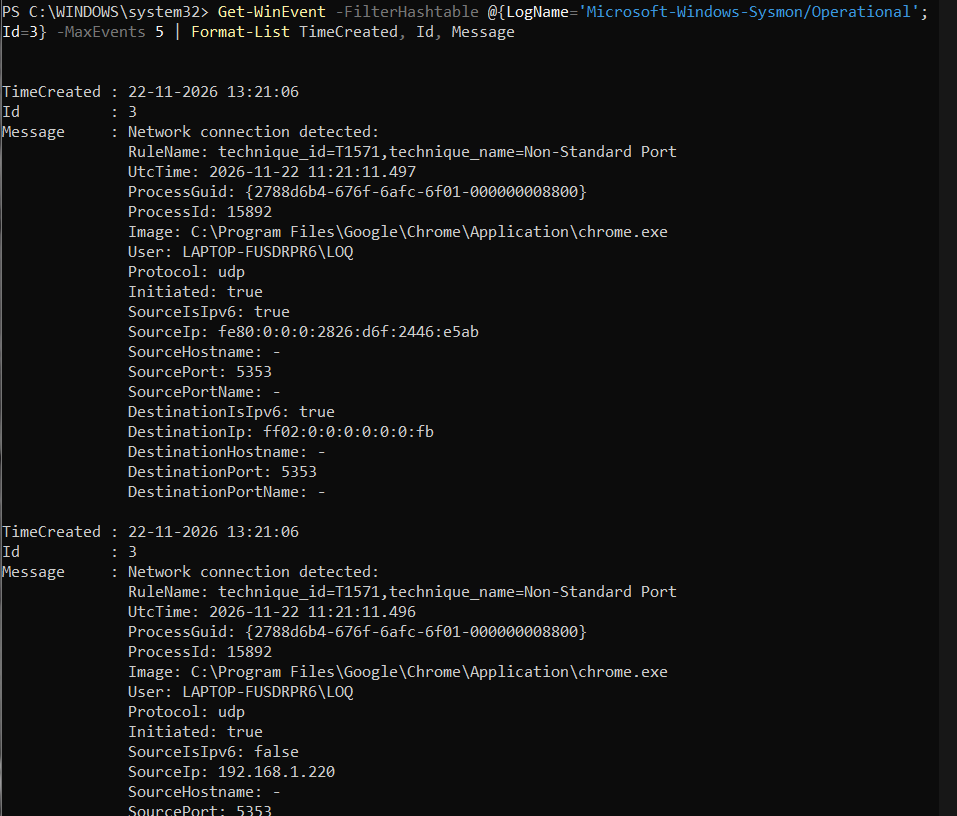 PS C:\WINDOWS\system32> Get-WinEvent -FilterHashtable @{LogName='Microsoft-Windows-Sysmon/Operational';
Id=3} -MaxEvents 5 | Format-List TimeCreated, Id, Message
TimeCreated : 22-11-2026 13:21:06
Id          : 3
Message     : Network connection detected:
              RuleName: technique_id=T1571,technique_name=Non-Standard Port
              UtcTime: 2026-11-22 11:21:11.497
              ProcessGuid: {2788d6b4-676f-6afc-6f01-000000008800}
              ProcessId: 15892
              Image: C:\Program Files\Google\Chrome\Application\chrome.exe
              User: LAPTOP-FUSDRPR6\LOQ
              Protocol: udp
              Initiated: true
              SourceIsIpv6: true
              SourceIp: fe80:0:0:0:2826:d6f:2446:e5ab
              SourceHostname: -
              SourcePort: 5353
              SourcePortName: -
              DestinationIsIpv6: true
              DestinationIp: ff02:0:0:0:0:0:0:fb
              DestinationHostname: -
              DestinationPort: 5353
              DestinationPortName: -
TimeCreated : 22-11-2026 13:21:06
Id          : 3
Message     : Network connection detected:
              RuleName: technique_id=T1571,technique_name=Non-Standard Port
              UtcTime: 2026-11-22 11:21:11.496
              ProcessGuid: {2788d6b4-676f-6afc-6f01-000000008800}
              ProcessId: 15892
              Image: C:\Program Files\Google\Chrome\Application\chrome.exe
              User: LAPTOP-FUSDRPR6\LOQ
              Protocol: udp
              Initiated: true
              SourceIsIpv6: false
              SourceIp: 192.168.1.220
              SourceHostname: -
              SourcePort: 5353